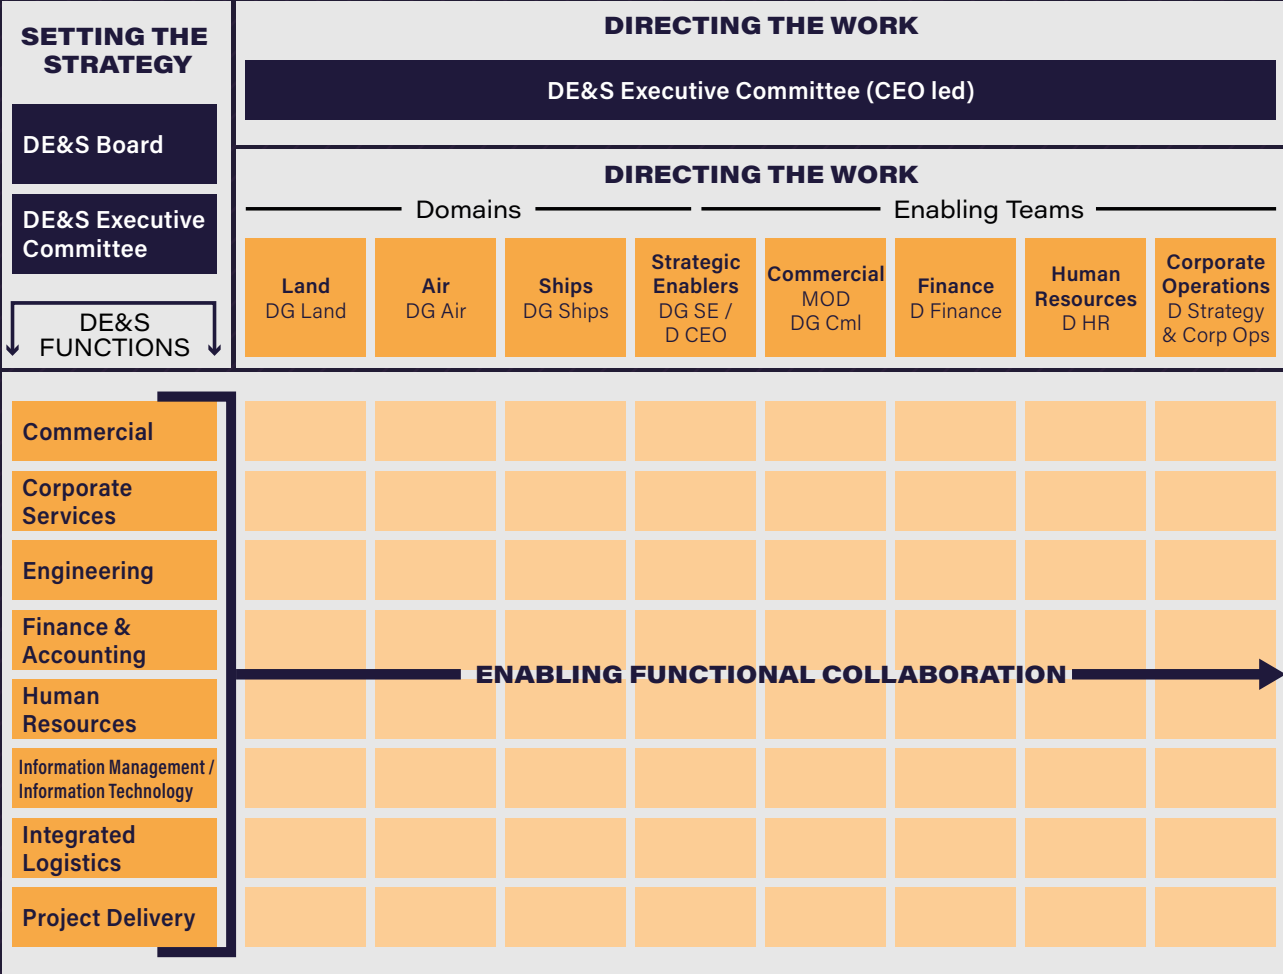 SETTING THE
STRATEGY
DE&S Board
DE&S Executive
Committee
DE&S
FUNCTIONS
DIRECTING THE WORK
DE&S Executive Committee (CEO led)
DIRECTING THE WORK
Domains
Enabling Teams
Land
DG Land
Air
DG Air
Ships
DG Ships
Strategic
Enablers
DG SE /
D CEO
Commercial
MOD
DG Cml
Finance
D Finance
Human
Resources
D HR
Corporate
Operations
D Strategy
& Corp Ops
Commercial
Corporate
Services
Engineering
Finance &
Accounting
Human
Resources
Information Management /
Information Technology
Integrated
Logistics
Project Delivery
ENABLING FUNCTIONAL COLLABORATION